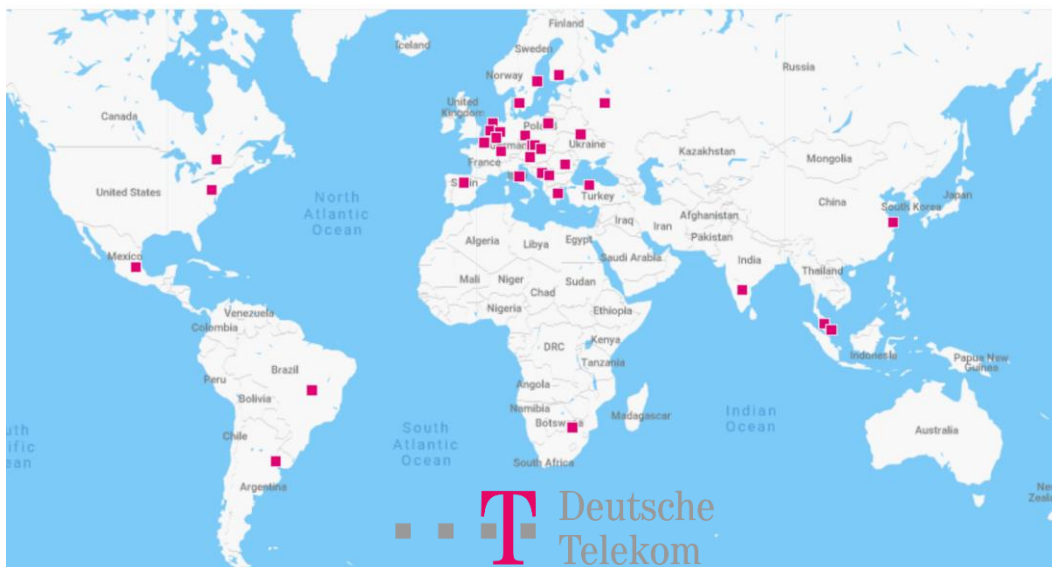 Finland
Iceland
Sweden
Russia
Norway
United
Kingdom
Canada
Ukraine
Kazakhstan
Mongolia
France
United States
North
Atlantic
Ocean
Turkey
China
South Korea
Japan
Afghanistan
Iraq
Iran
Pakistan
Algeria
Libya
Egypt
Saudi Arabia
India
Mexico
Mali
Niger
Chad
Sudan
Thailand
Nigeria
Ethiopia
Venezuela
Colombia
Kenya
DRC
Tanzania
Indonesia
Papua New
Guinea
Brazil
Peru
Bolivia
Angola
Namibia
Botswana
Madagascar
Indian
Ocean
South
Atlantic
Ocean
Chile
Australia
South Africa
Argentina
T Deutsche
Telekom